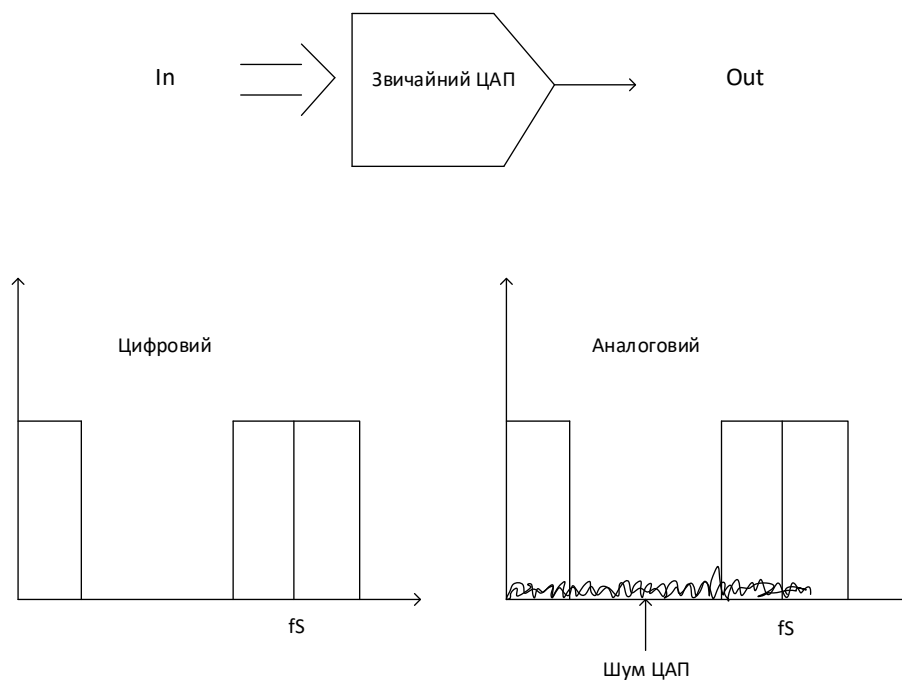 In
Звичайний ЦАП
Out
Цифровий
Аналоговий
fS
fS
Шум ЦАП